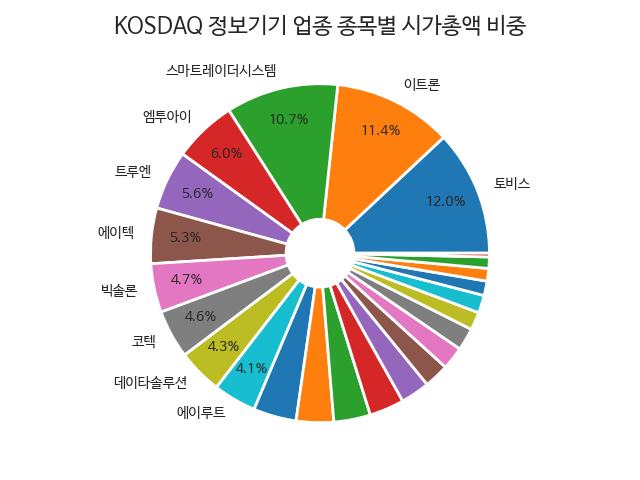 KOSDAQ 정보기기 업종 종목별 시가총액 비중
토비스
12.0%
이트론
11.4%
스마트레이더시스템
10.7%
엠투아이
6.0%
트루엔
5.6%
에이텍
5.3%
빅솔론
4.7%
코텍
4.6%
데이타솔루션
4.3%
에이루트
4.1%